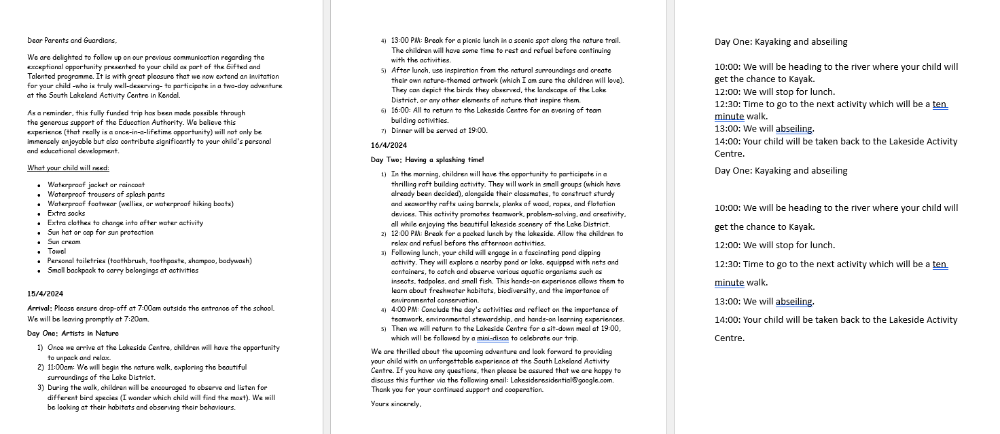 Dear Parents and Guardians,
We are delighted to follow up on our previous communication regarding the
exceptional opportunity presented to your child as part of the Gifted and
Talented programme. It is with great pleasure that we now extend an invitation
for your child -who is truly well-deserving- to participate in a two-day adventure
at the South Lakeland Activity Centre in Kendal.
As a reminder, this fully funded trip has been made possible through
the generous support of the Education Authority. We believe this
experience (that really is a once-in-a-lifetime opportunity) will not only be
immensely enjoyable but also contribute significantly to your child's personal
and educational development.
What your child will need:
• Waterproof jacket or raincoat
• Waterproof trousers of splash pants
• Waterproof footwear (wellies, or waterproof hiking boots)
• Extra socks
• Extra clothes to change into after water activity
• Sun hat or cap for sun protection
• Sun cream
• Towel
• Personal toiletries (toothbrush, toothpaste, shampoo, bodywash)
• Small backpack to carry belongings at activities
15/4/2024
Arrival: Please ensure drop-off at 7:00am outside the entrance of the school.
We will be leaving promptly at 7:20am.
Day One: Artists in Nature
1) Once we arrive at the Lakeside Centre, children will have the opportunity
to unpack and relax.
2) 11:00am: We will begin the nature walk, exploring the beautiful
surroundings of the Lake District.
3) During the walk, children will be encouraged to observe and listen for
different bird species (I wonder which child will find the most). We will
be looking at their habitats and observing their behaviours.
4) 13:00 PM: Break for a picnic lunch in a scenic spot along the nature trail.
The children will have some time to rest and refuel before continuing
with the activities.
5) After lunch, use inspiration from the natural surroundings and create
their own nature-themed artwork (which I am sure the children will love).
They can depict the birds they observed, the landscape of the Lake
District, or any other elements of nature that inspire them.
6) 16:00: All to return to the Lakeside Centre for an evening of team
building activities.
7) Dinner will be served at 19:00.
16/4/2024
Day Two: Having a splashing time!
1) In the morning, children will have the opportunity to participate in a
thrilling raft building activity. They will work in small groups (which have
already been decided), alongside their classmates, to construct sturdy
and seaworthy rafts using barrels, planks of wood, ropes, and flotation
devices. This activity promotes teamwork, problem-solving, and creativity,
all while enjoying the beautiful lakeside scenery of the Lake District.
2) 12:00 PM: Break for a packed lunch by the lakeside. Allow the children to
relax and refuel before the afternoon activities.
3) Following lunch, your child will engage in a fascinating pond dipping
activity. They will explore a nearby pond or lake, equipped with nets and
containers, to catch and observe various aquatic organisms such as
insects, tadpoles, and small fish. This hands-on experience allows them to
learn about freshwater habitats, biodiversity, and the importance of
environmental conservation.
4) 4:00 PM: Conclude the day's activities and reflect on the importance of
teamwork, environmental stewardship, and hands-on learning experiences.
5) Then we will return to the Lakeside Centre for a sit-down meal at 19:00,
which will be followed by a mini-disco to celebrate our trip.
We are thrilled about the upcoming adventure and look forward to providing
your child with an unforgettable experience at the South Lakeland Activity
Centre. If you have any questions, then please be assured that we are happy to
discuss this further via the following email: Lakesideresidential@google.com.
Thank you for your continued support and cooperation.
Yours sincerely,
Day One: Kayaking and abseiling
10:00: We will be heading to the river where your child will
get the chance to Kayak.
12:00: We will stop for lunch.
12:30: Time to go to the next activity which will be a ten
minute walk.
13:00: We will abseiling.
14:00: Your child will be taken back to the Lakeside Activity
Centre.
Day One: Kayaking and abseiling
10:00: We will be heading to the river where your child will
get the chance to Kayak.
12:00: We will stop for lunch.
12:30: Time to go to the next activity which will be a ten
minute walk.
13:00: We will abseiling.
14:00: Your child will be taken back to the Lakeside Activity
Centre.